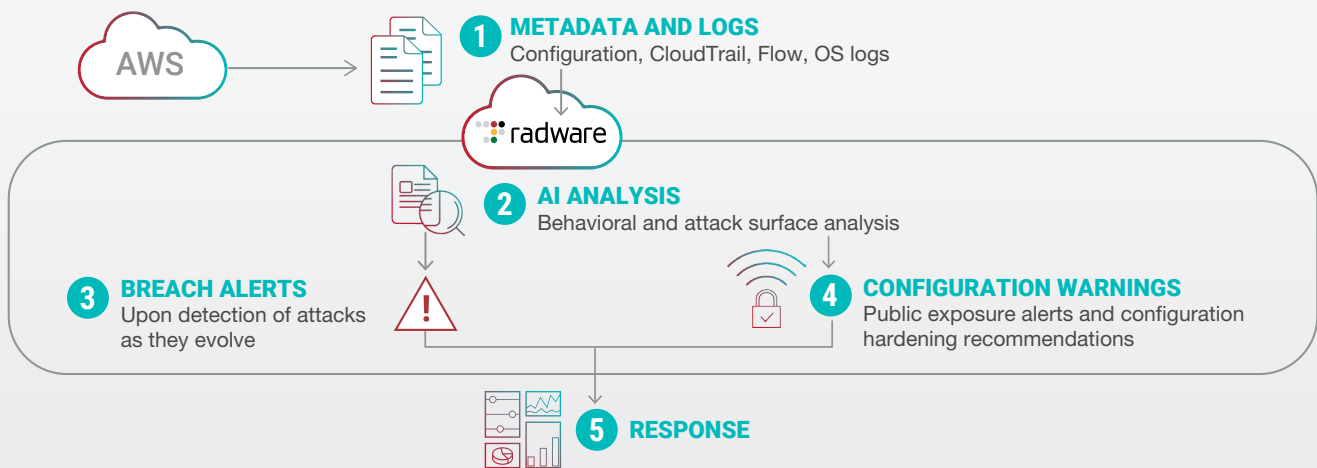 AWS
1
METADATA AND LOGS
Configuration, CloudTrail, Flow, OS logs
radware
2
AI ANALYSIS
Behavioral and attack surface analysis
3
BREACH ALERTS
Upon detection of attacks
as they evolve
!
4
CONFIGURATION WARNINGS
Public exposure alerts and configuration
hardening recommendations
5
RESPONSE